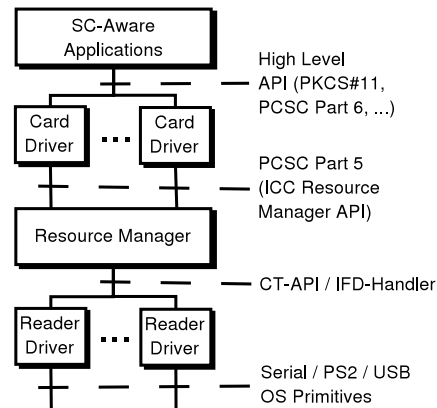 SC-Aware
Applications
High Level
API (PKCS#11,
PCSC Part 6, ...)
Card
Driver
...
Card
Driver
PCSC Part 5
(ICC Resource
Manager API)
Resource Manager
CT-API / IFD-Handler
Reader
Driver
...
Reader
Driver
Serial / PS2 / USB
OS Primitives